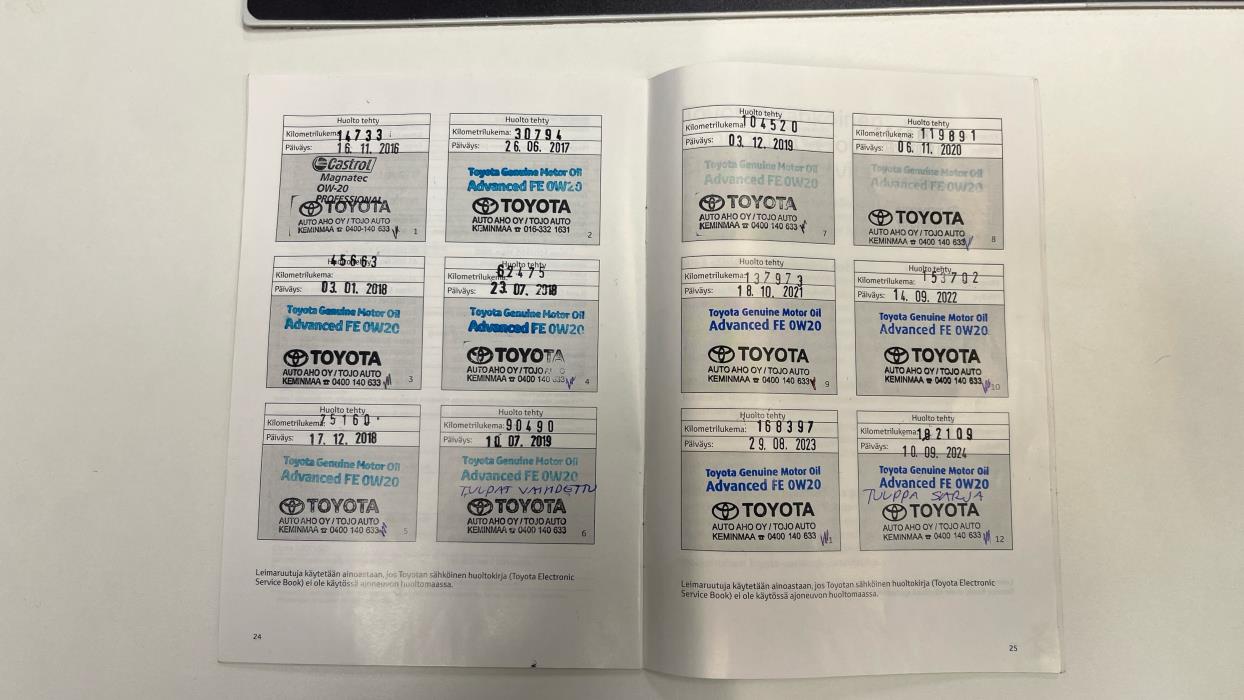 Huolto tehty
Kilometrilukema: 14733
Päiväys: 16. 11. 2016
Castrol
Magnatec
0W-20
PROFESSIONAL
TOYOTA
AUTO AHO OY / TOJO AUTO
KEMINMAA ☎ 0400-140 633
1
Huolto tehty
Kilometrilukema: 30794
Päiväys: 26. 06. 2017
Toyota Genuine Motor Oil
Advanced FE 0W20
TOYOTA
AUTO AHO OY / TOJO AUTO
KEMINMAA ☎ 016-332 1631
2
45663
Kilometrilukema:
Päiväys: 03. 01. 2018
Toyota Genuine Motor Oil
Advanced FE 0W20
TOYOTA
AUTO AHO OY / TOJO AUTO
KEMINMAA ☎ 0400 140 633
3
Huolto tehty
Kilometrilukema: 62475
Päiväys: 23. 07. 2018
Toyota Genuine Motor Oil
Advanced FE 0W20
TOYOTA
AUTO AHO OY / TOJO AUTO
KEMINMAA ☎ 0400 140 633
4
Huolto tehty
Kilometrilukema: 75160
Päiväys: 17. 12. 2018
Toyota Genuine Motor Oil
Advanced FE 0W20
TOYOTA
AUTO AHO OY / TOJO AUTO
KEMINMAA ☎ 0400 140 633
5
Huolto tehty
Kilometrilukema: 90490
Päiväys: 10. 07. 2019
Toyota Genuine Motor Oil
Advanced FE 0W20
TULPAT VAIHDETTU
TOYOTA
AUTO AHO OY / TOJO AUTO
KEMINMAA ☎ 0400 140 633
6
Leimaruutuja käytetään ainoastaan, jos Toyotan sähköinen huoltokirja (Toyota Electronic
Service Book) ei ole käytössä ajoneuvon huoltomaassa.
24
Huolto tehty
Kilometrilukema: 104520
Päiväys: 03. 12. 2019
Toyota Genuine Motor Oil
Advanced FE 0W20
TOYOTA
AUTO AHO OY / TOJO AUTO
KEMINMAA ☎ 0400 140 633
7
Huolto tehty
Kilometrilukema: 119891
Päiväys: 06. 11. 2020
Toyota Genuine Motor Oil
Advanced FE 0W20
TOYOTA
AUTO AHO OY / TOJO AUTO
KEMINMAA ☎ 0400 140 633
8
Huolto tehty
Kilometrilukema: 137973
Päiväys: 18. 10. 2021
Toyota Genuine Motor Oil
Advanced FE 0W20
TOYOTA
AUTO AHO OY / TOJO AUTO
KEMINMAA ☎ 0400 140 633
9
Huolto tehty
Kilometrilukema: 153702
Päiväys: 14. 09. 2022
Toyota Genuine Motor Oil
Advanced FE 0W20
TOYOTA
AUTO AHO OY / TOJO AUTO
KEMINMAA ☎ 0400 140 633
10
Huolto tehty
Kilometrilukema: 168397
Päiväys: 29. 08. 2023
Toyota Genuine Motor Oil
Advanced FE 0W20
TOYOTA
AUTO AHO OY / TOJO AUTO
KEMINMAA ☎ 0400 140 633
Huolto tehty
Kilometrilukema: 182109
Päiväys: 10. 09. 2024
Toyota Genuine Motor Oil
Advanced FE 0W20
TULPPA SARJA
TOYOTA
AUTO AHO OY / TOJO AUTO
KEMINMAA ☎ 0400 140 633
12
Leimaruutuja käytetään ainoastaan, jos Toyotan sähköinen huoltokirja (Toyota Electronic
Service Book) ei ole käytössä ajoneuvon huoltomaassa.
25